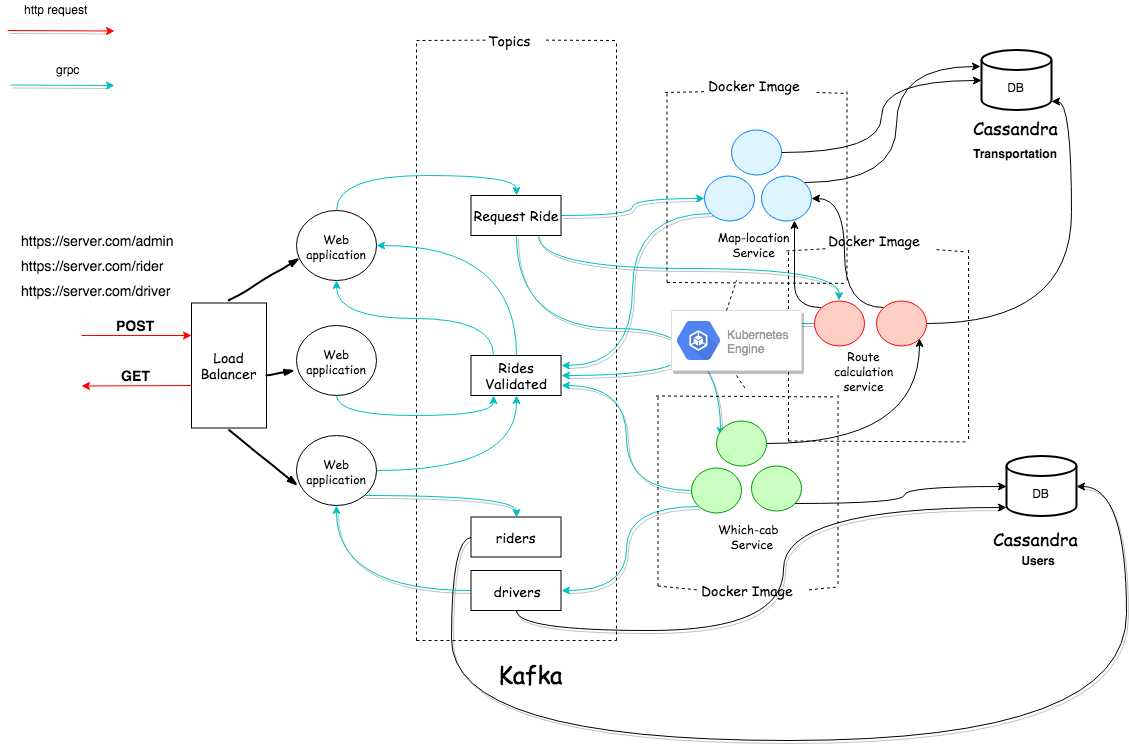 http request
grpc
Topics
Docker Image
DB
Cassandra
Transportation
Request Ride
Web
application
https://server.com/admin
https://server.com/rider
https://server.com/driver
Map-location
Service
Docker Image
POST
GET
Load
Balancer
Web
application
Rides
Validated
Kubernetes
Engine
Route
calculation
service
Web
application
riders
drivers
Which-cab
Service
Docker Image
DB
Cassandra
Users
Kafka